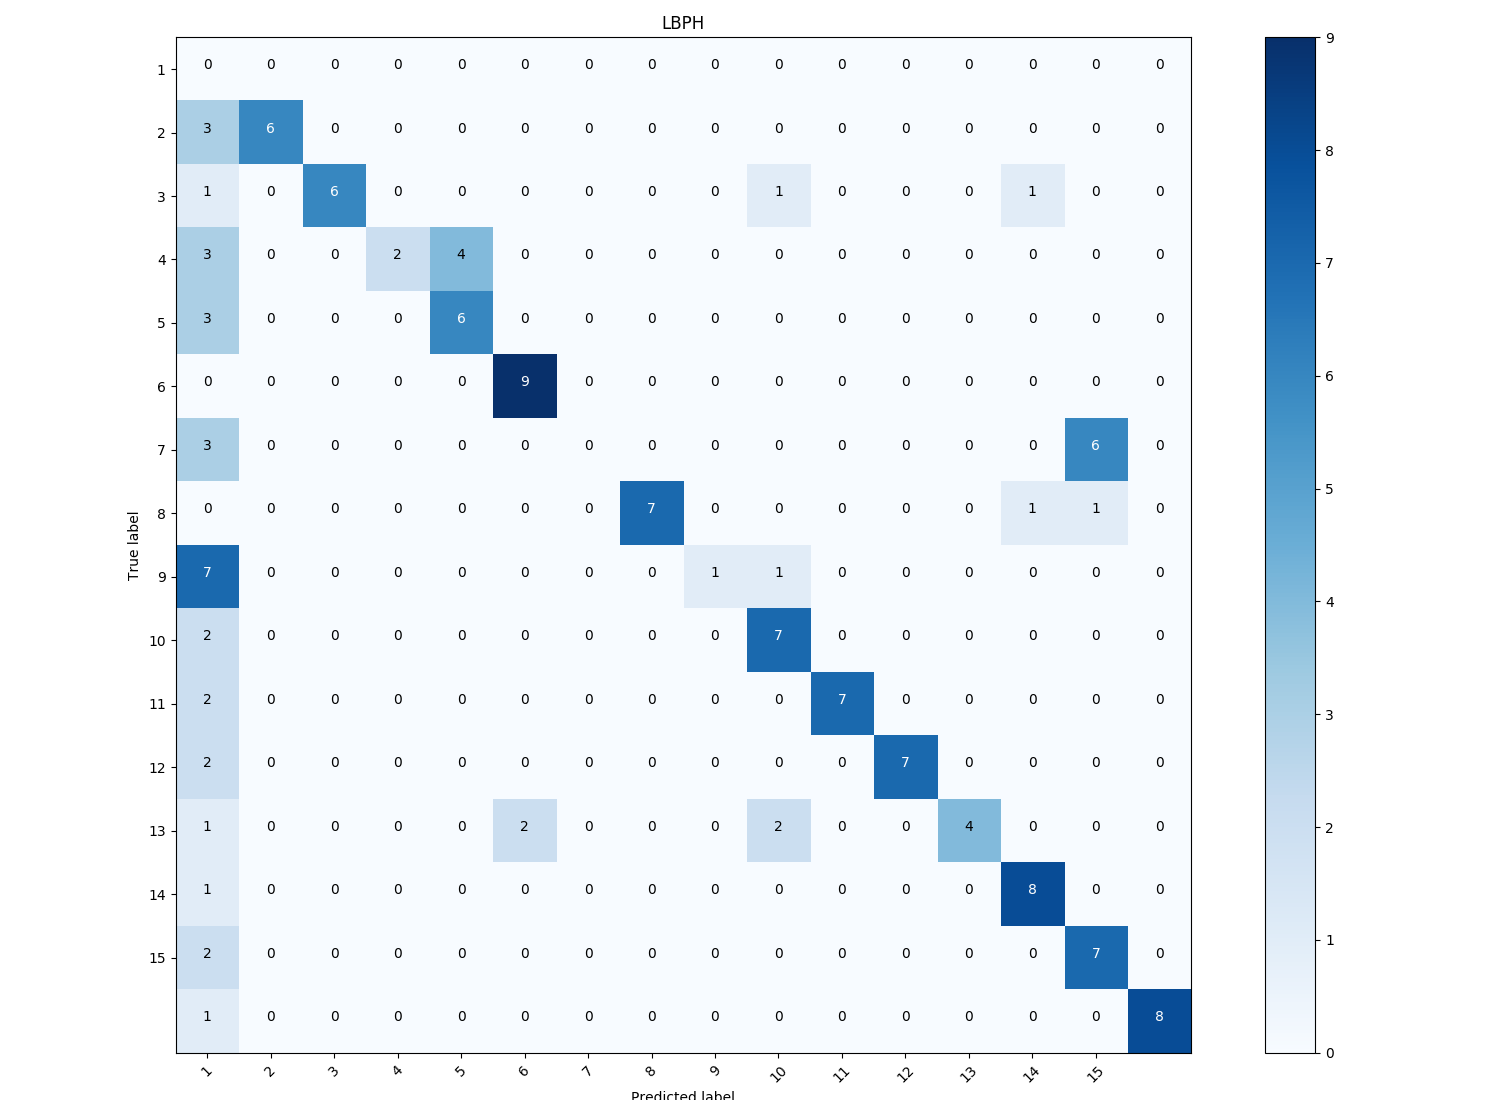 LBPH
1 0 0 0 0 0 0 0 0 0 0 0 0 0 0 0 0
2 3 6 0 0 0 0 0 0 0 0 0 0 0 0 0 0
3 1 0 6 0 0 0 0 0 0 1 0 0 0 1 0 0
4 3 0 0 2 4 0 0 0 0 0 0 0 0 0 0 0
5 3 0 0 0 6 0 0 0 0 0 0 0 0 0 0 0
6 0 0 0 0 0 9 0 0 0 0 0 0 0 0 0 0
7 3 0 0 0 0 0 0 0 0 0 0 0 0 0 6 0
8 0 0 0 0 0 0 0 7 0 0 0 0 0 1 1 0
9 7 0 0 0 0 0 0 0 1 1 0 0 0 0 0 0
10 2 0 0 0 0 0 0 0 0 7 0 0 0 0 0 0
11 2 0 0 0 0 0 0 0 0 0 7 0 0 0 0 0
12 2 0 0 0 0 0 0 0 0 0 0 7 0 0 0 0
13 1 0 0 0 0 2 0 0 0 2 0 0 4 0 0 0
14 1 0 0 0 0 0 0 0 0 0 0 0 0 8 0 0
15 2 0 0 0 0 0 0 0 0 0 0 0 0 0 7 0
1 0 0 0 0 0 0 0 0 0 0 0 0 0 0 8
1 2 3 4 5 6 7 8 9 10 11 12 13 14 15
True label
Predicted label
9
8
7
6
5
4
3
2
1
0